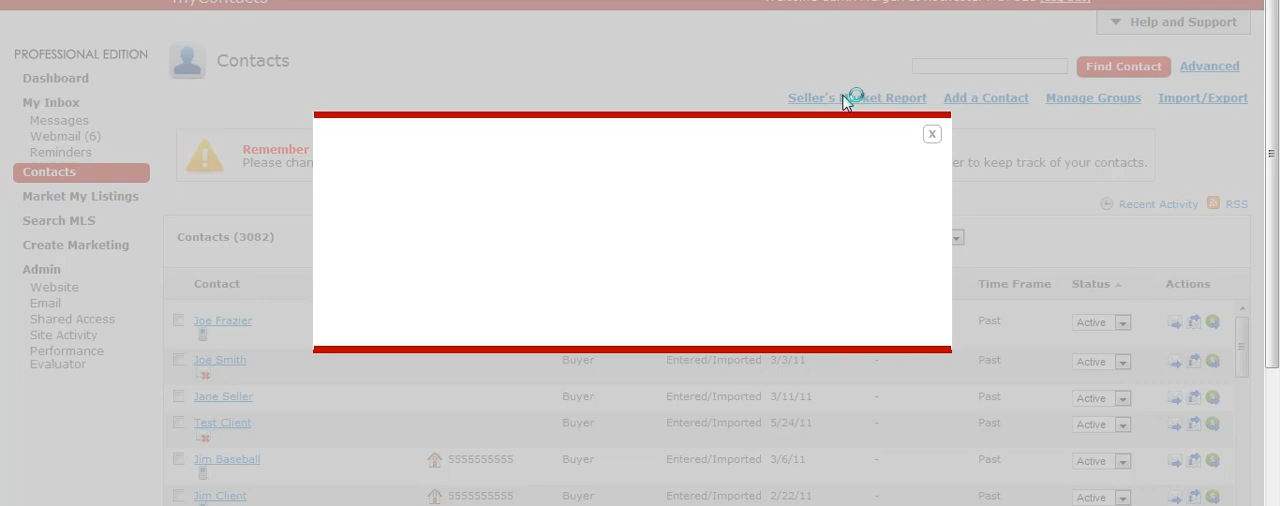 myContacts
Help and Support
PROFESSIONAL EDITION
Contacts
Find Contact
Advanced
Dashboard
Seller's Market Report
Add a Contact
Manage Groups
Import/Export
My Inbox
Messages
Webmail (6)
Reminders
x
Remember
Please chan
er to keep track of your contacts.
Contacts
Market My Listings
Recent Activity
RSS
Search MLS
Contacts (3082)
Create Marketing
Admin
Website
Email
Shared Access
Site Activity
Performance
Evaluator
Contact Time Frame Status Actions
Joe Frazier Past Active
Joe Smith Buyer Entered/Imported 3/3/11 - Past Active
Jane Seller Buyer Entered/Imported 3/11/11 - Past Active
Test Client Buyer Entered/Imported 5/24/11 - Past Active
Jim Baseball 5555555555 Buyer Entered/Imported 3/6/11 - Past Active
Jim Client 5555555555 Buyer Entered/Imported 2/22/11 - Past Active